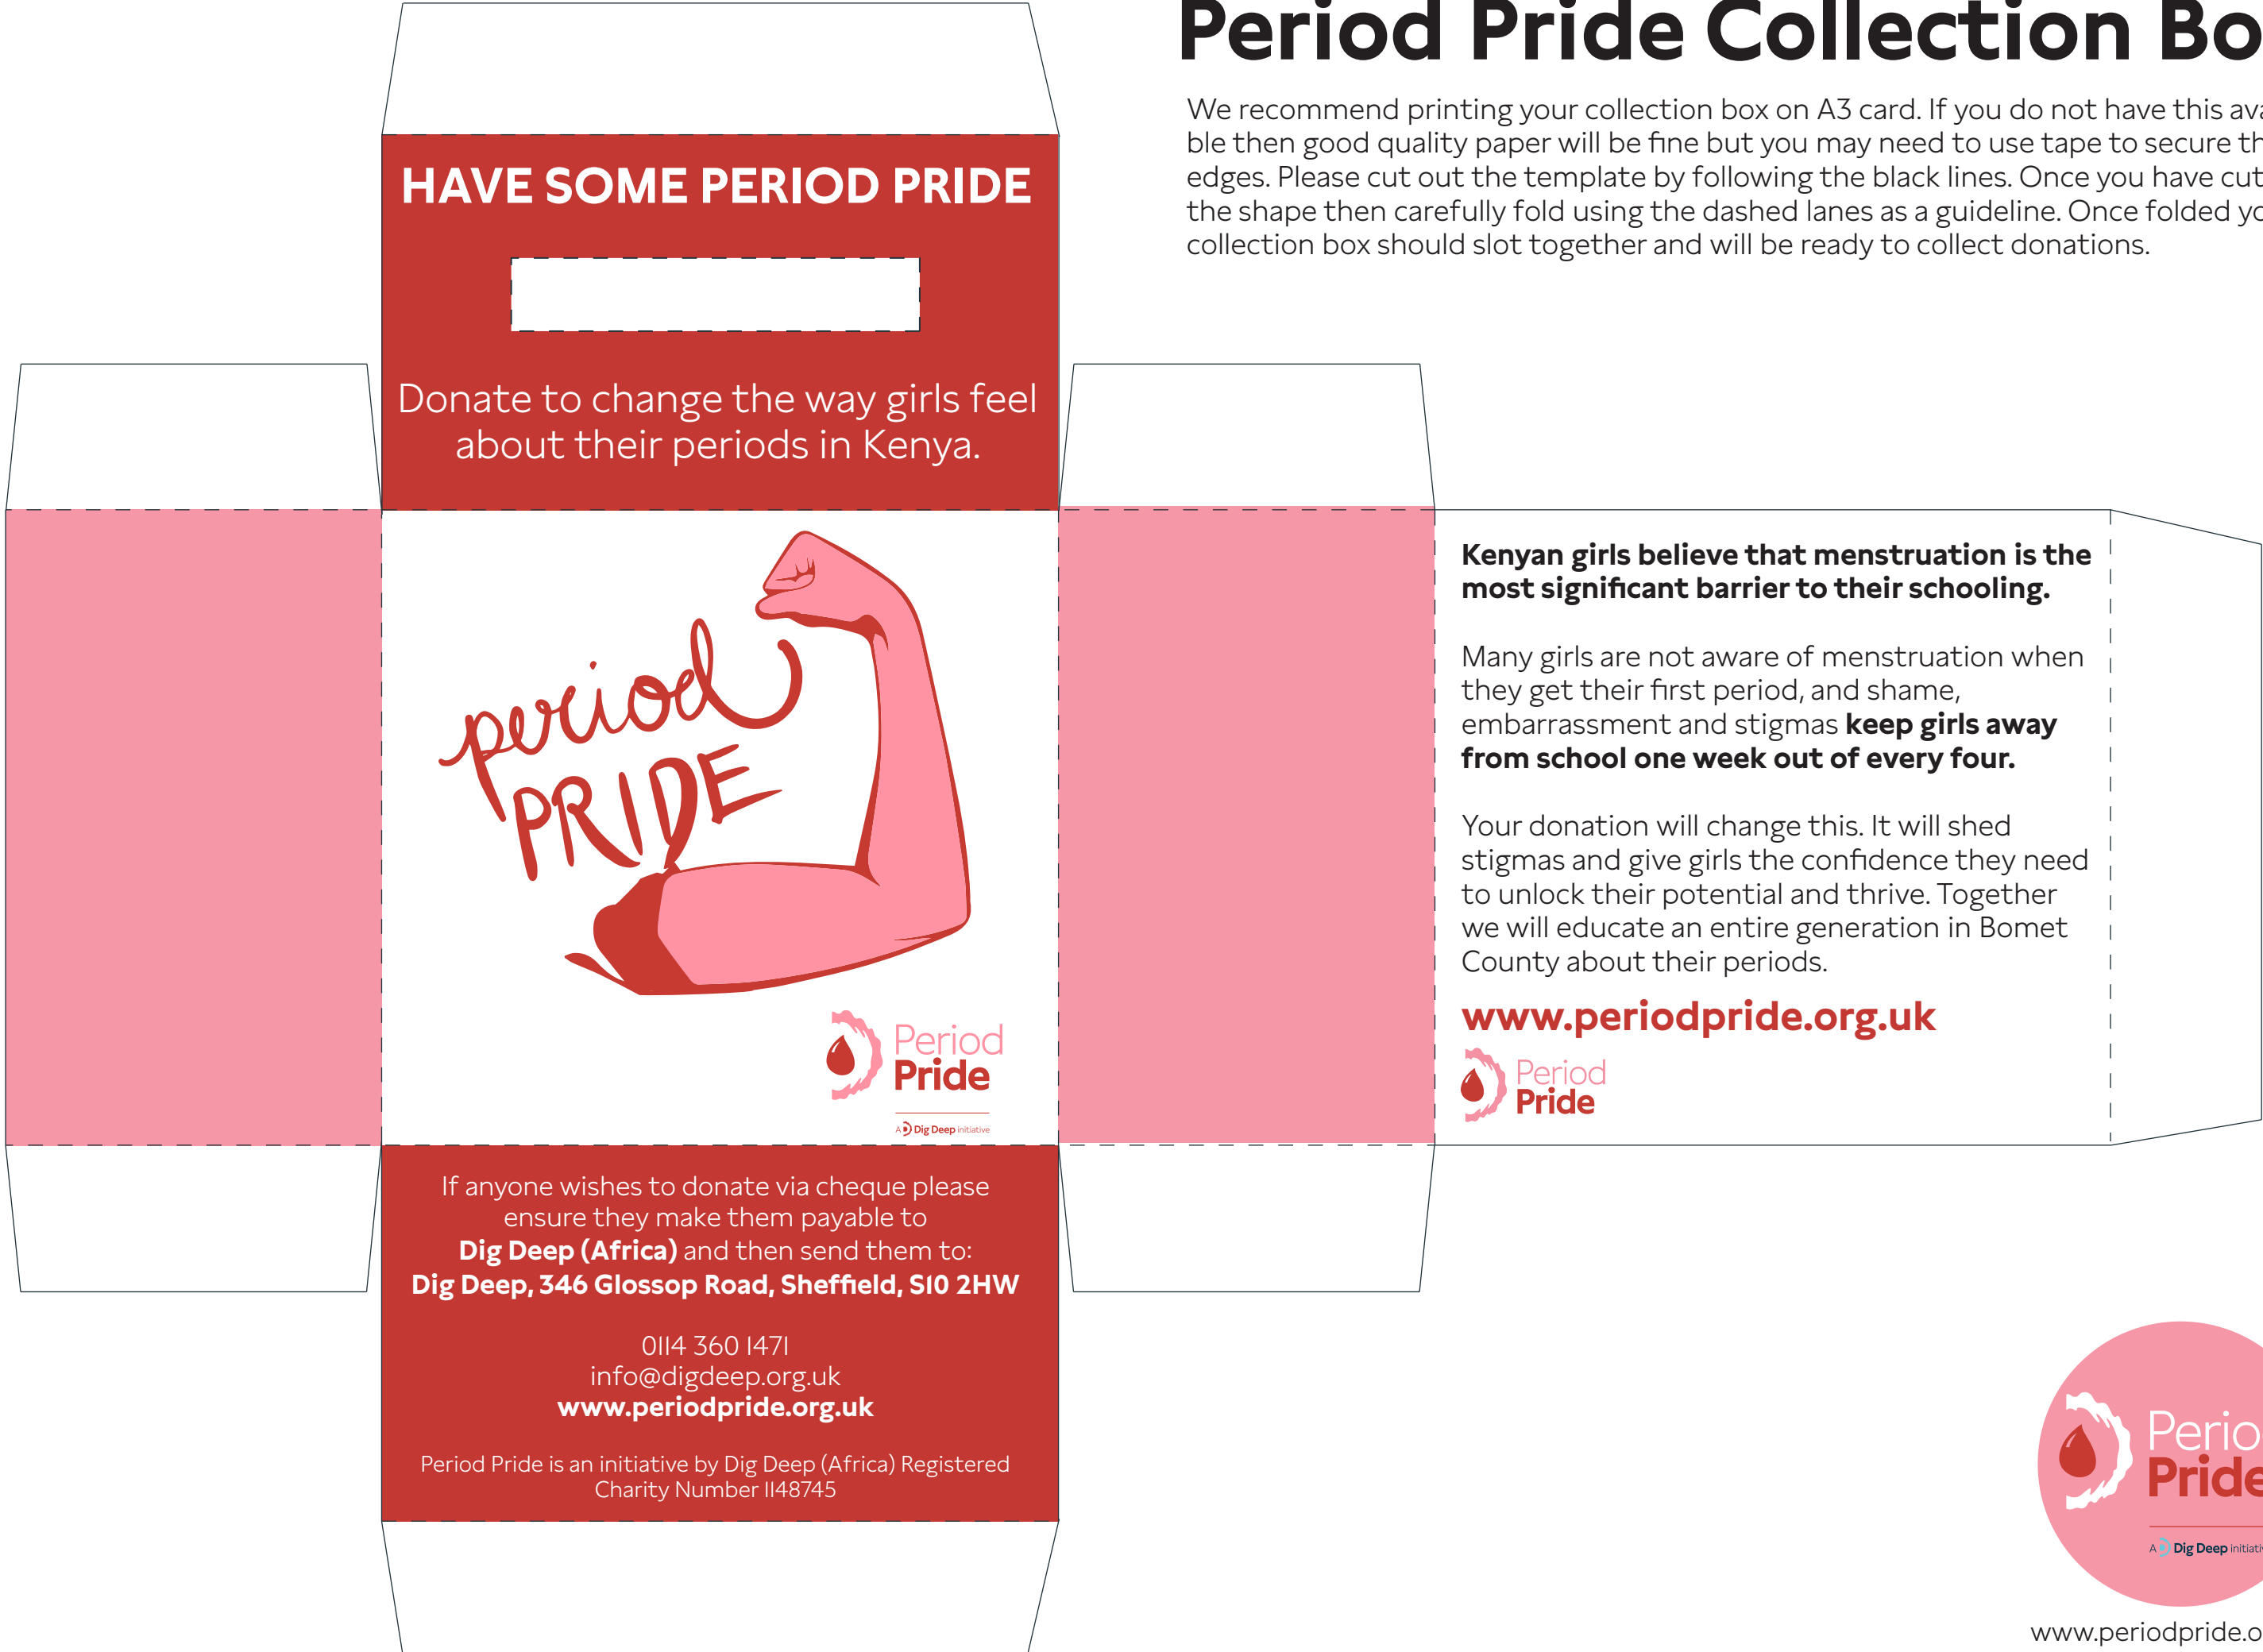 Period Pride Collection Bo
We recommend printing your collection box on A3 card. If you do not have this ava
ble then good quality paper will be fine but you may need to use tape to secure th
edges. Please cut out the template by following the black lines. Once you have cut
the shape then carefully fold using the dashed lanes as a guideline. Once folded yo
collection box should slot together and will be ready to collect donations.
HAVE SOME PERIOD PRIDE
Donate to change the way girls feel
about their periods in Kenya.
period
PRIDE
Period
Pride
A Dig Deep initiative
Kenyan girls believe that menstruation is the
most significant barrier to their schooling.
Many girls are not aware of menstruation when
they get their first period, and shame,
embarrassment and stigmas keep girls away
from school one week out of every four.
Your donation will change this. It will shed
stigmas and give girls the confidence they need
to unlock their potential and thrive. Together
we will educate an entire generation in Bomet
County about their periods.
www.periodpride.org.uk
Period
Pride
If anyone wishes to donate via cheque please
ensure they make them payable to
Dig Deep (Africa) and then send them to:
Dig Deep, 346 Glossop Road, Sheffield, S10 2HW
0114 360 1471
info@digdeep.org.uk
www.periodpride.org.uk
Period Pride is an initiative by Dig Deep (Africa) Registered
Charity Number 1148745
Perio
Pride
A Dig Deep initiati
www.periodpride.o